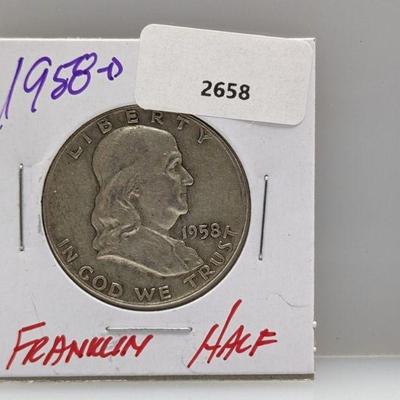 1958-D
2658
LIBERTY
1958
IN GOD WE TRUST
FRANKLIN HALF